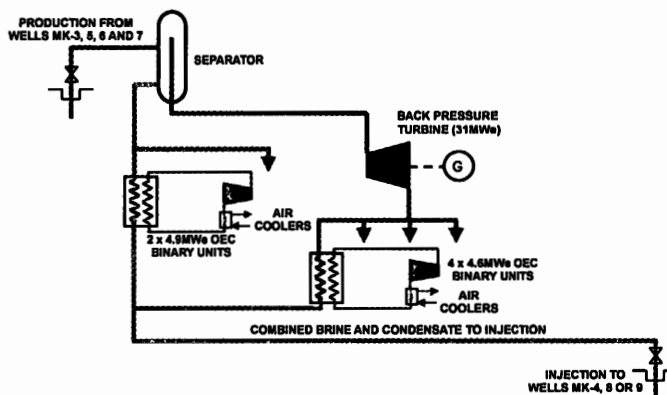 PRODUCTION FROM
WELLS MK-3, 5, 6 AND 7
SEPARATOR
BACK PRESSURE
TURBINE (31MWe)
G
AIR
COOLERS
2 x 4.9MWe OEC
BINARY UNITS
4 x 4.6MWe OEC
BINARY UNITS
AIR
COOLERS
COMBINED BRINE AND CONDENSATE TO INJECTION
INJECTION TO
WELLS MK-4, 8 OR 9